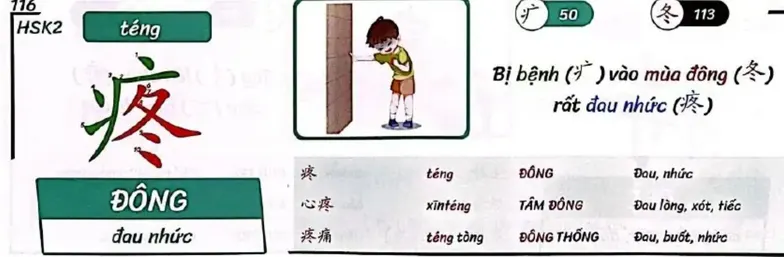 116
HSK2
téng
疼
ĐÔNG
đau nhức
疒 50
冬 113
Bị bệnh (疒) vào mùa đông (冬)
rất đau nhức (疼)
疼 téng ĐÔNG Đau, nhức
心疼 xīnténg TÂM ĐÔNG Đau lòng, xót, tiếc
疼痛 téng tòng ĐÔNG THỐNG Đau, buốt, nhức